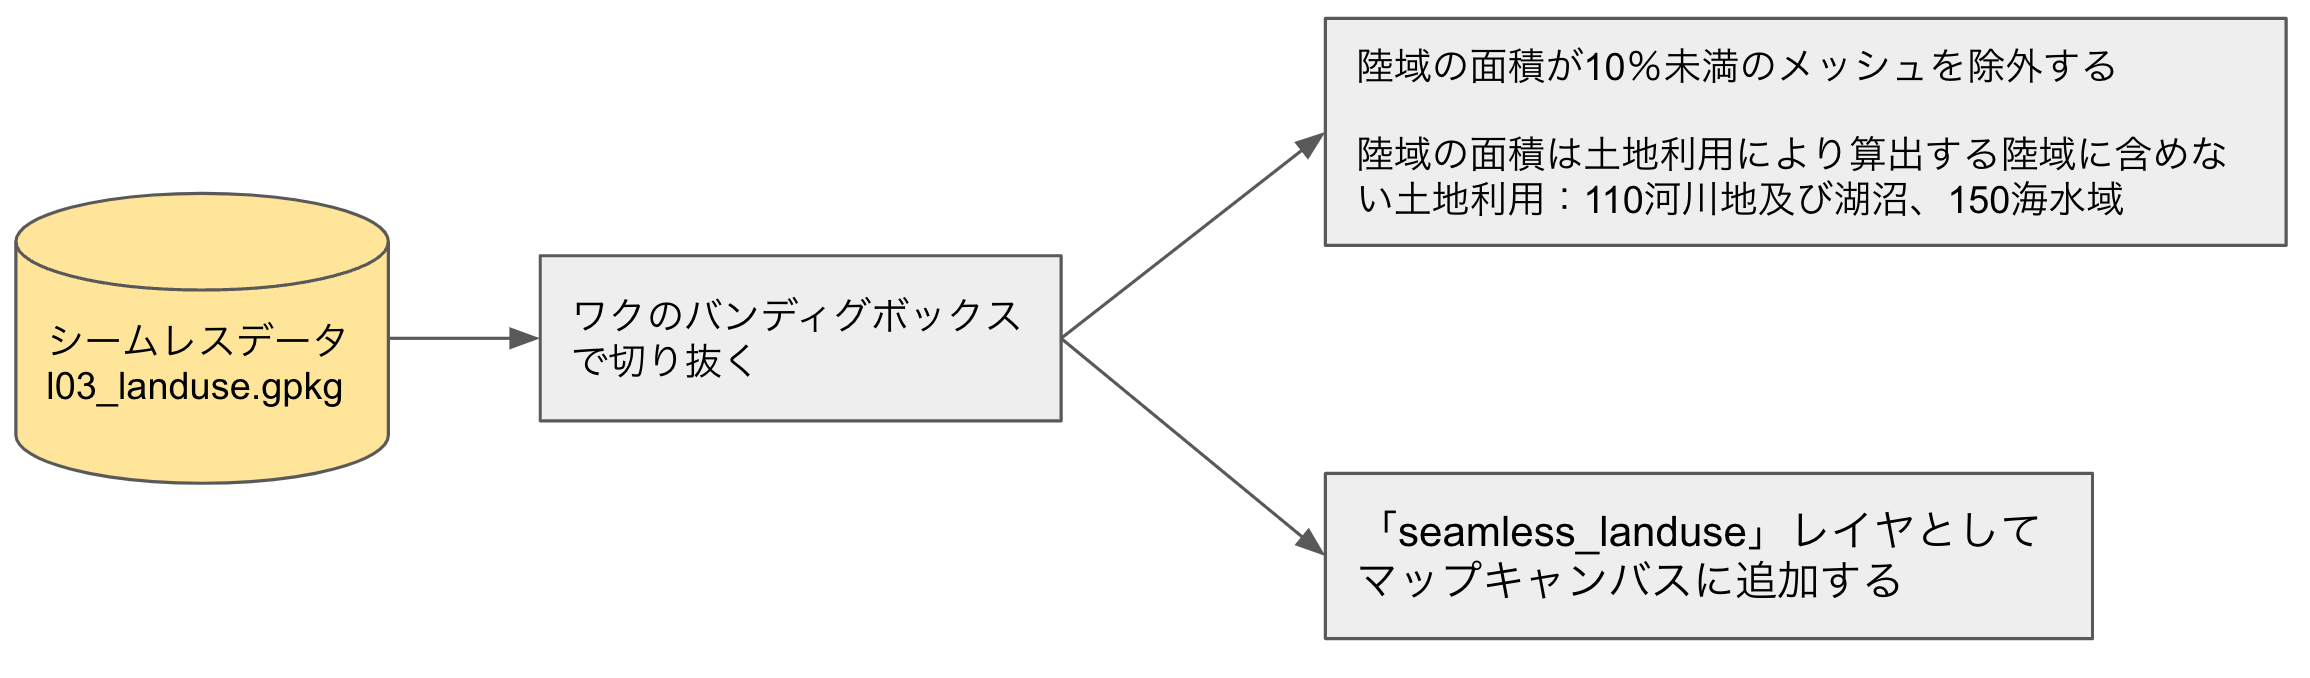 シームレスデータ
l03_landuse.gpkg
ワクのバンディグボックス
で切り抜く
陸域の面積が10%未満のメッシュを除外する
陸域の面積は土地利用により算出する陸域に含めな
い土地利用：110河川地及び湖沼、150海水域
「seamless_landuse」レイヤとして
マップキャンバスに追加する